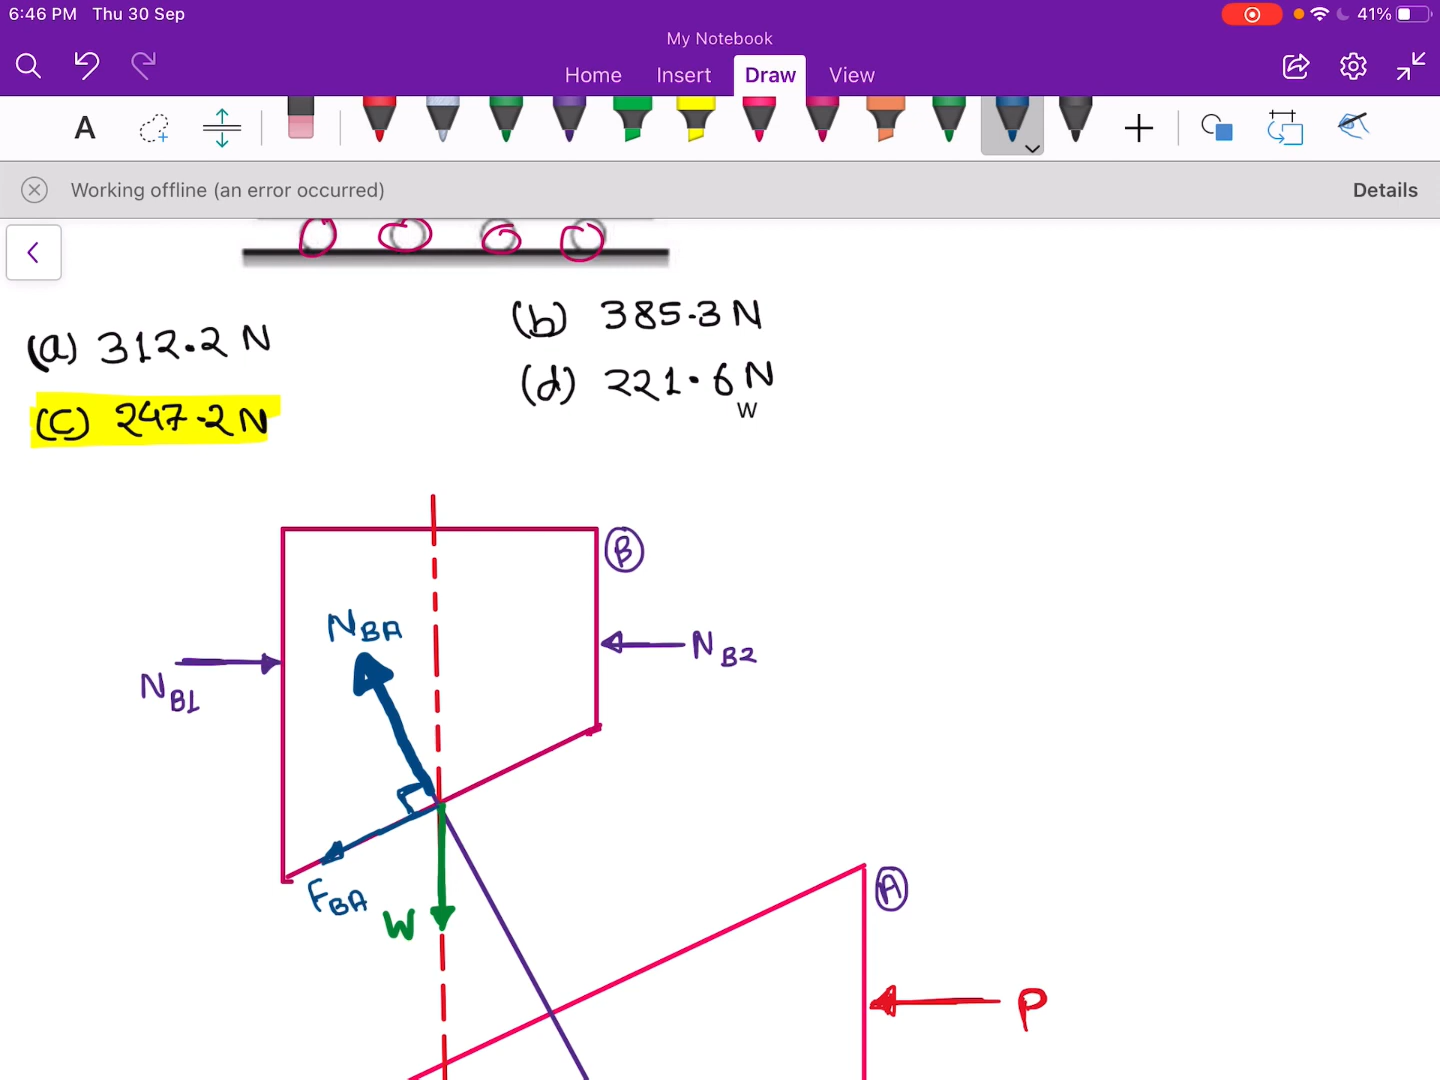 6:46 PM Thu 30 Sep
41%
My Notebook
Home Insert Draw View
A
Working offline (an error occurred)
Details
(a) 312.2 N
(b) 385.3 N
(c) 247.2 N
(d) 221.6 N
W
B
NBA
NB1
NB2
FBA
W
A
P